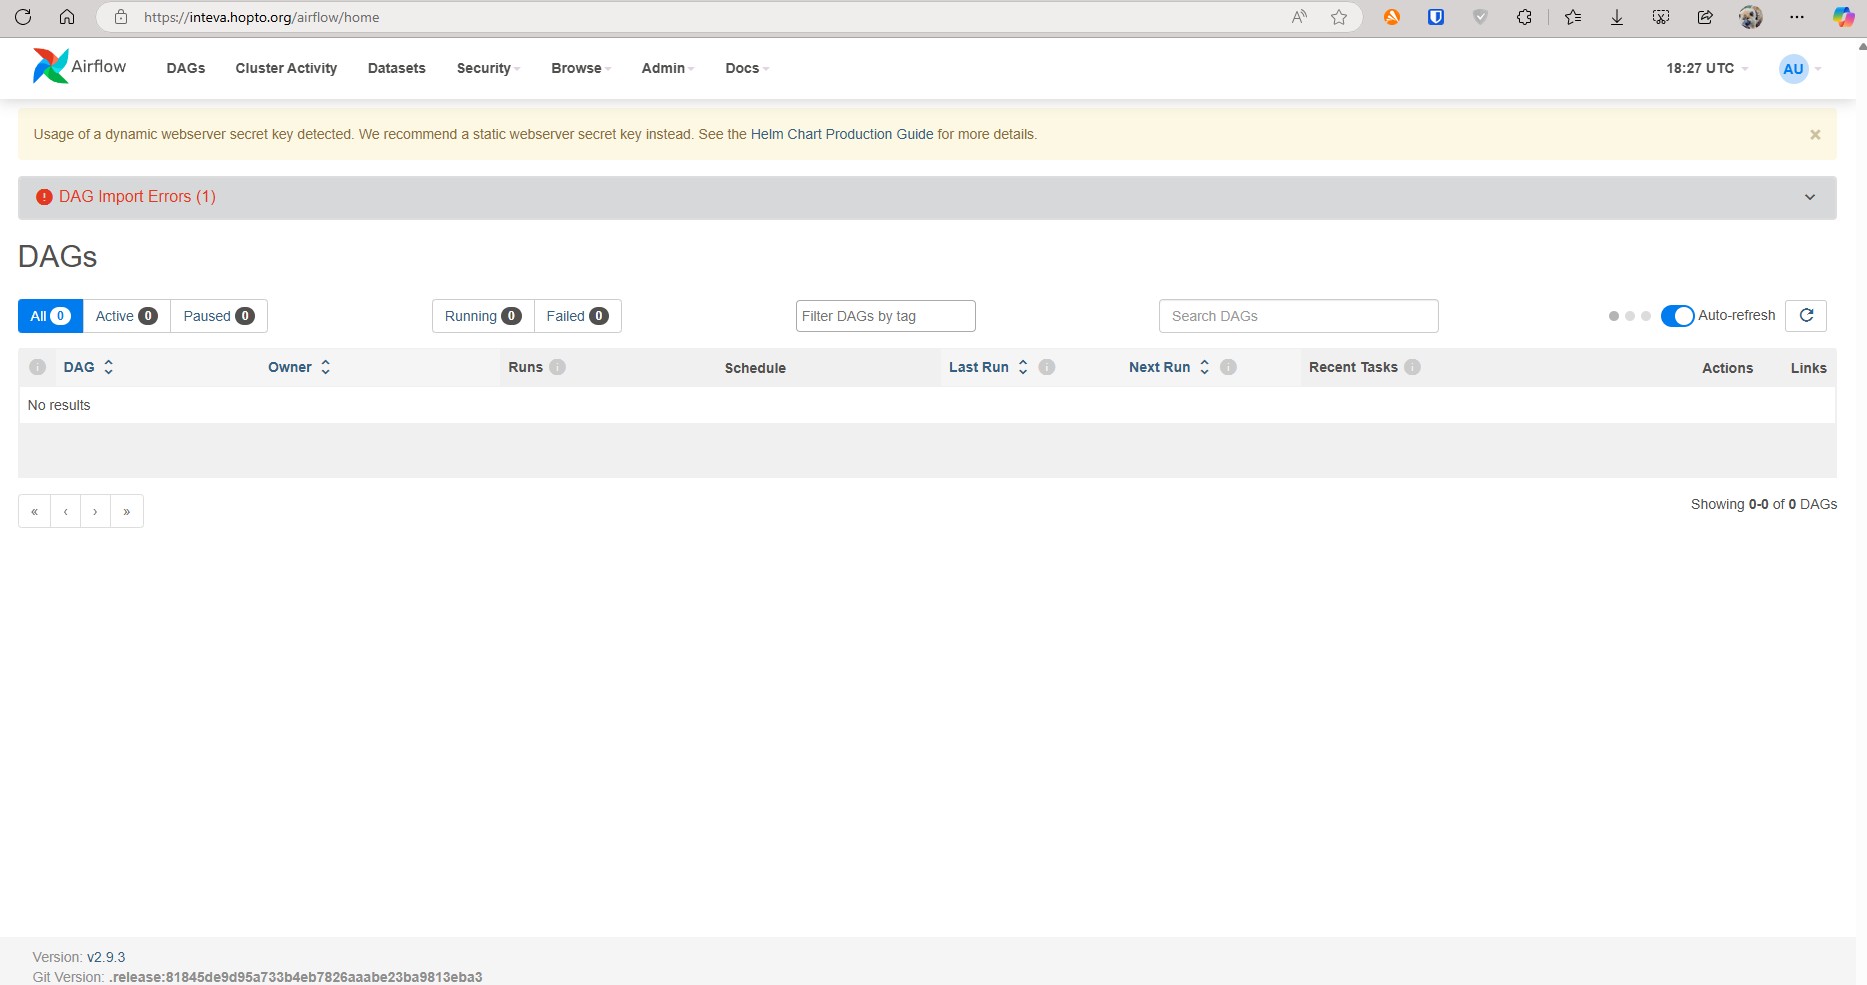 https://inteva.hopto.org/airflow/home
Airflow DAGs Cluster Activity Datasets Security Browse Admin Docs 18:27 UTC AU
Usage of a dynamic webserver secret key detected. We recommend a static webserver secret key instead. See the Helm Chart Production Guide for more details. ×
DAG Import Errors (1)
DAGs
All 0 Active 0 Paused 0 Running 0 Failed 0 Filter DAGs by tag Search DAGs Auto-refresh
DAG Owner Runs Schedule Last Run Next Run Recent Tasks Actions Links
No results
« ‹ › » Showing 0-0 of 0 DAGs
Version: v2.9.3
Git Version: .release:81845de9d95a733b4eb7826aaabe23ba9813eba3